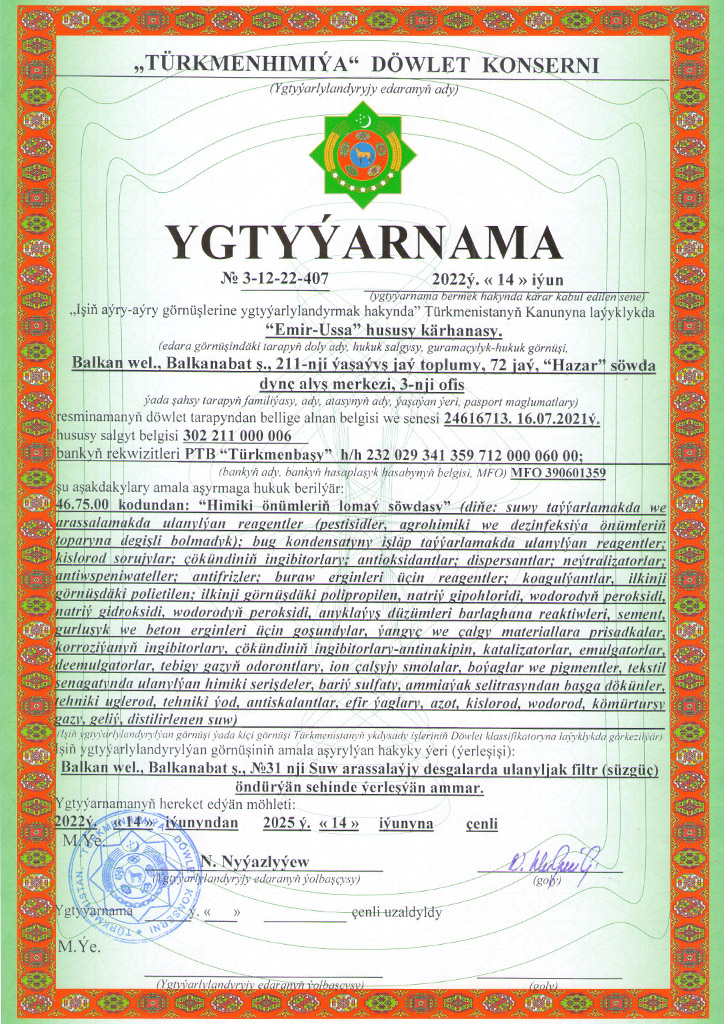 „TÜRKMENHIMIÝA“ DÖWLET KONSERNI
(Ygtyýarlylandyryjy edaranyň ady)
YGTYÝARNAMA
№ 3-12-22-407 2022ý. « 14 » iýun
(ygtyýarnama bermek hakynda karar kabul edilen sene)
„Işiň aýry-aýry görnüşlerine ygtyýarlylandyrmak hakynda” Türkmenistanyň Kanunyna laýyklykda
“Emir-Ussa” hususy kärhanasy.
(edara görnüşindäki tarapyň doly ady, hukuk salgysy, guramaçylyk-hukuk görnüşi,
Balkan wel., Balkanabat ş., 211-nji ýaşaýyş jaý toplumy, 72 jaý, “Hazar” söwda
dynç alyş merkezi, 3-nji ofis
ýada şahsy tarapyň familiýasy, ady, atasynyň ady, ýaşaýan ýeri, pasport maglumatlary)
resminamanyň döwlet tarapyndan bellige alnan belgisi we senesi 24616713. 16.07.2021ý.
hususy salgyt belgisi 302 211 000 006
bankyň rekwizitleri PTB “Türkmenbaşy” h/h 232 029 341 359 712 000 060 00;
(bankyň ady, bankyň hasaplaşyk hasabynyň belgisi, MFO) MFO 390601359
şu aşakdakylary amala aşyrmaga hukuk berilýär:
46.75.00 kodundan: “Himiki önümleriň lomaý söwdasy” (diňe: suwy taýýarlamakda we
arassalamakda ulanylýan reagentler (pestisidler, agrohimiki we dezinfeksiýa önümleriň
toparyna degişli bolmadyk); bug kondensatyny işläp taýýarlamakda ulanylýan reagentler;
kislorod sorujylar; çökündiniň ingibitorlary; antioksidantlar; dispersantlar; neýtralizatorlar;
antiwspeniwateller; antifrizler; buraw erginleri üçin reagentler; koagulýantlar, ilkinji
görnüşdäki polietilen; ilkinji görnüşdäki polipropilen, natriý gipohloridi, wodorodyň peroksidi,
natriý gidroksidi, wodorodyň peroksidi, anyklaýyş düzümleri barlaghana reaktiwleri, sement,
gurluşyk we beton erginleri üçin goşundylar, ýangyç we çalgy materiallara prisadkalar,
korroziýanyň ingibitorlary, çökündiniň ingibitorlary-antinakipin, katalizatorlar, emulgatorlar,
deemulgatorlar, tebigy gazyň odorontlary, ion çalşyjy smolalar, boýaglar we pigmentler, tekstil
senagatynda ulanylýan himiki serişdeler, bariý sulfaty, ammiaýak selitrasyndan başga dökünler,
tehniki uglerod, tehniki ýod, antiskalantlar, efir ýaglary, azot, kislorod, wodorod, kömürturşy
gazy, geliý, distilirlenen suw)
(Işiň ygtyýarlylandyrylýan görnüşi ýada kiçi görnüşi Türkmenistanyň ykdysady işleriniň Döwlet klassifikatoryna laýyklykda görkezilýär)
Işiň ygtyýarlylandyrylýan görnüşiniň amala aşyrylýan hakyky ýeri (ýerleşişi):
Balkan wel., Balkanabat ş., №31 nji Suw arassalaýjy desgalarda ulanyljak filtr (süzgüç)
öndürýän sehinde ýerleşýän ammar.
Ygtyýarnamanyň hereket edýän möhleti:
2022ý. « 14 » iýunyndan 2025 ý. « 14 » iýunyna çenli
M.Ýe.
N. Nyýazlyýew
(Ygtyýarlylandyryjy edaranyň ýolbaşçysy) (goly)
Ygtyýarnama ______ý. «___» ____________ çenli uzaldyldy
M.Ýe.
(Ygtyýarlylandyryjy edaranyň ýolbaşçysy) (goly)
TÜRKMENISTAN TÜRKMENHIMIÝA DÖWLET KONSERNI